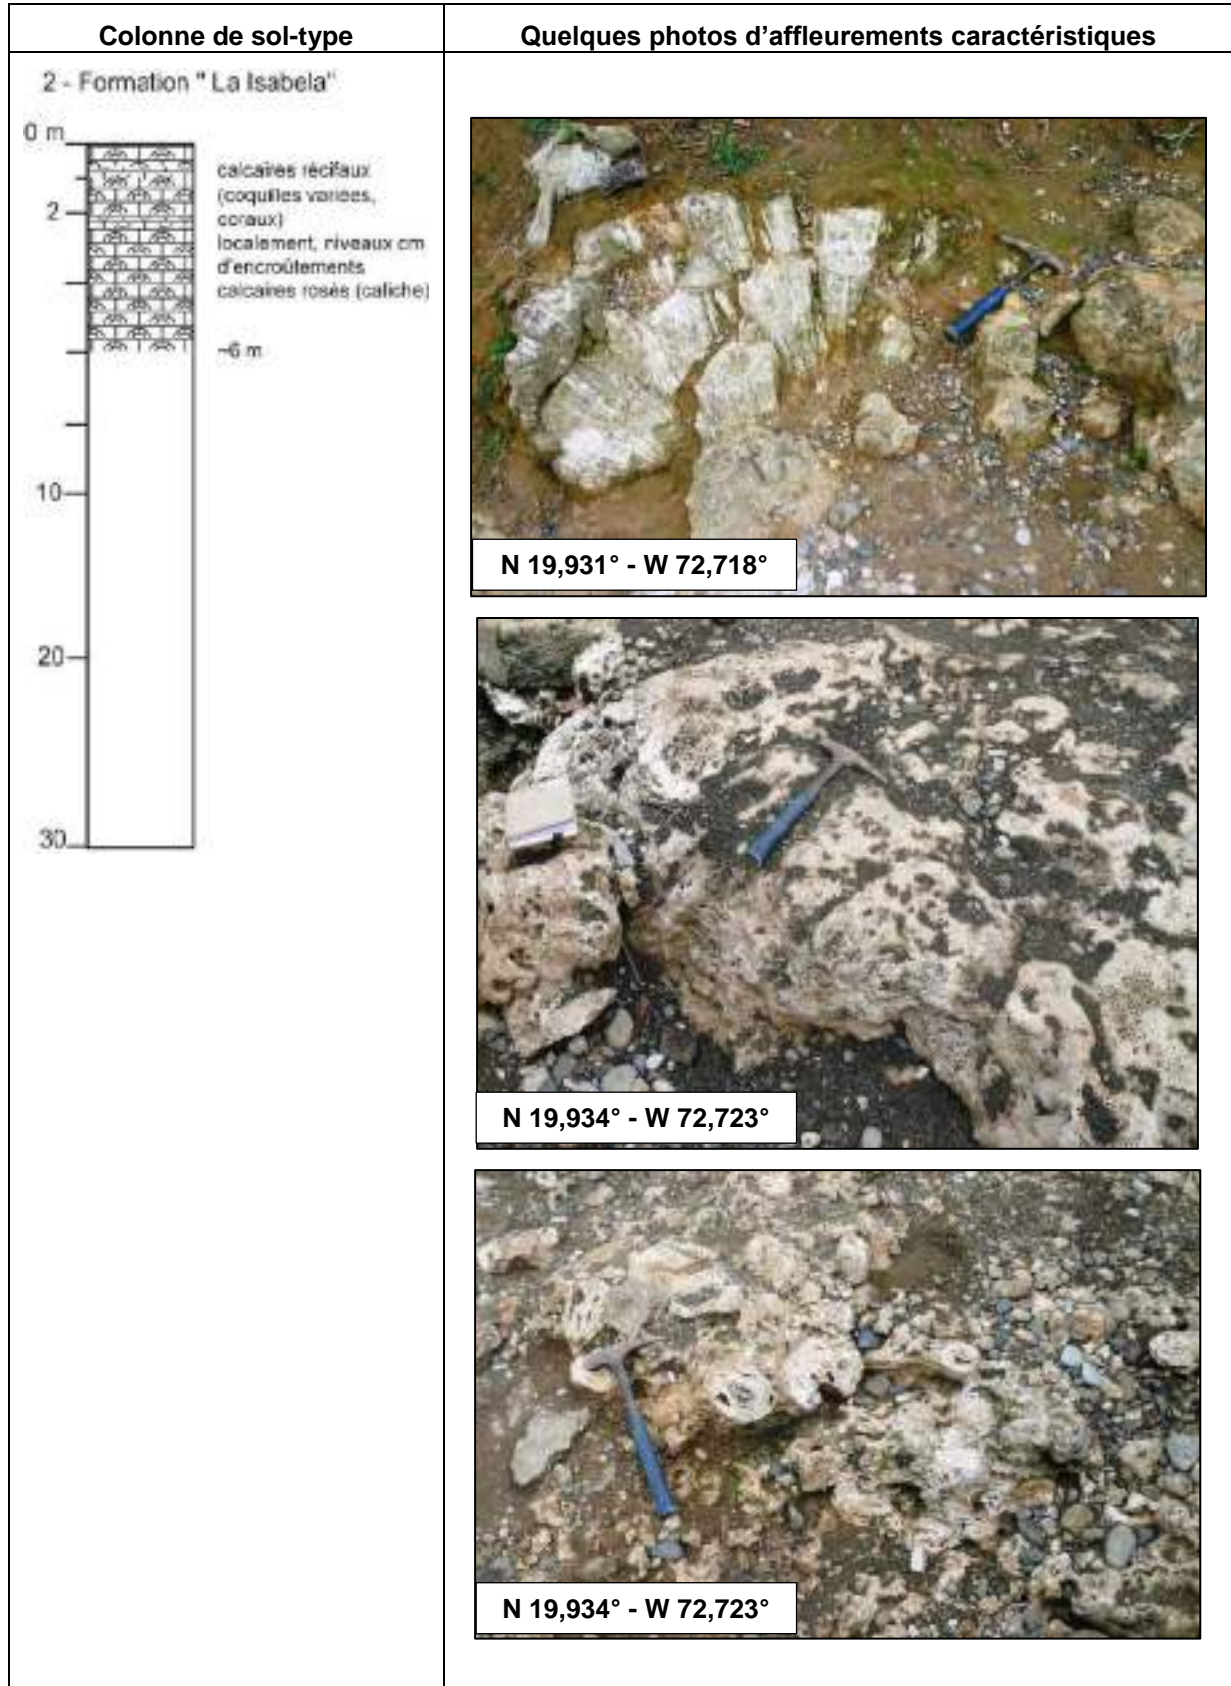 Colonne de sol-type
Quelques photos d'affleurements caractéristiques
2 - Formation " La Isabela"
0 m
calcaires récifaux
(coquilles variées,
coraux)
2
localement, niveaux cm
d'encroûtements
calcaires rosés (caliche)
~6 m
10
20
30
N 19,931° - W 72,718°
N 19,934° - W 72,723°
N 19,934° - W 72,723°